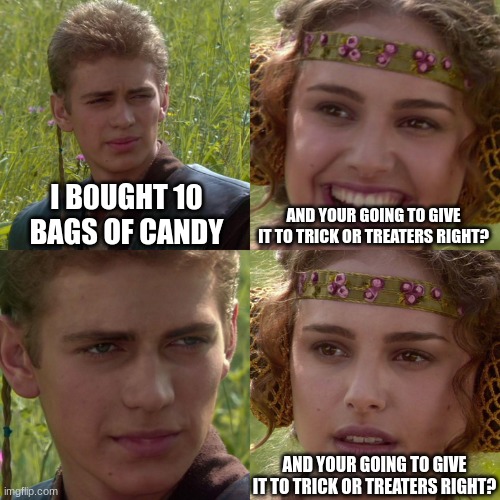 I BOUGHT 10
BAGS OF CANDY
AND YOUR GOING TO GIVE
IT TO TRICK OR TREATERS RIGHT?
AND YOUR GOING TO GIVE
IT TO TRICK OR TREATERS RIGHT?
imgflip.com